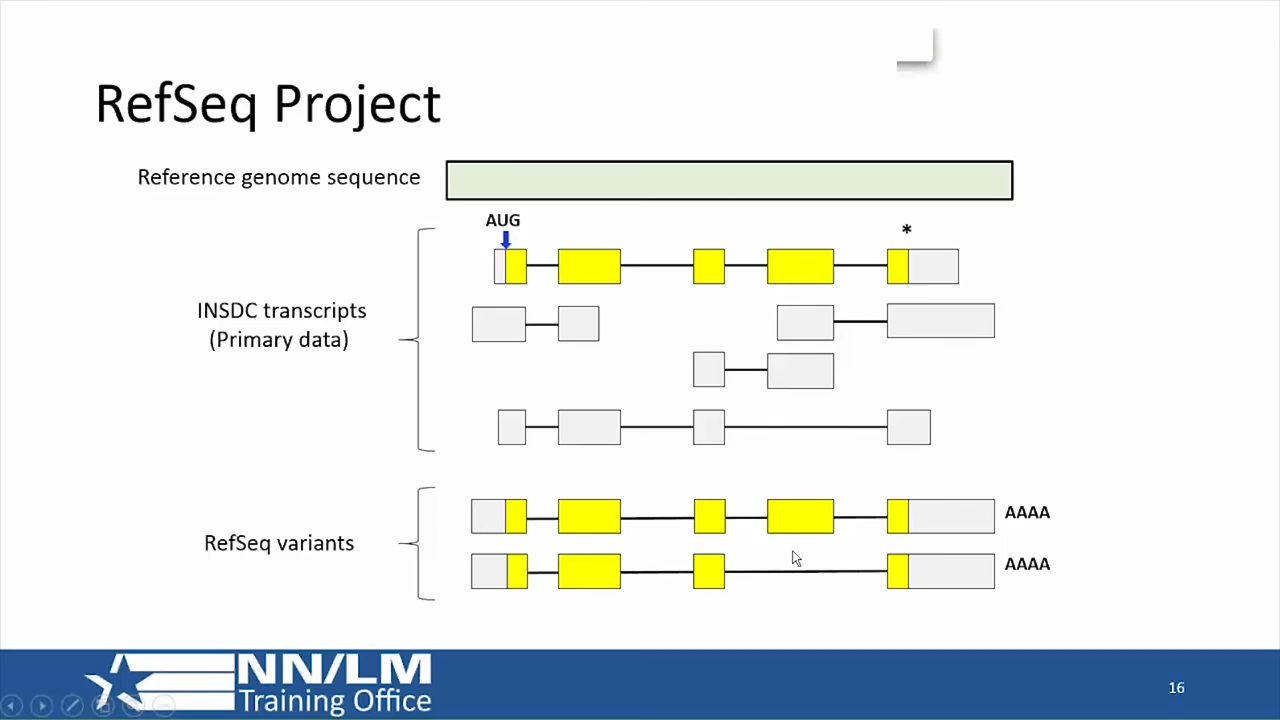 RefSeq Project
Reference genome sequence
AUG
*
INSDC transcripts
(Primary data)
RefSeq variants
AAAA
AAAA
NN/LM
Training Office
16